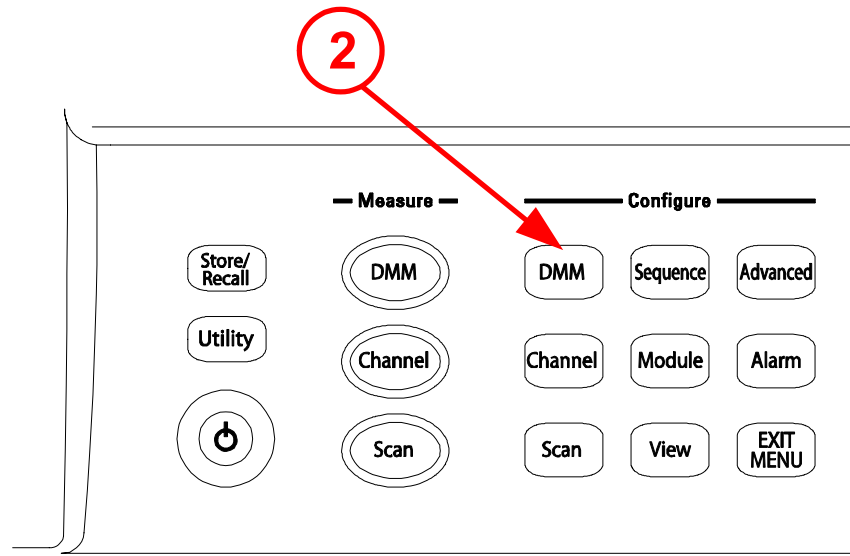 2
Measure
Configure
Store/
Recall
DMM
DMM
Sequence
Advanced
Utility
Channel
Channel
Module
Alarm
Scan
Scan
View
EXIT
MENU